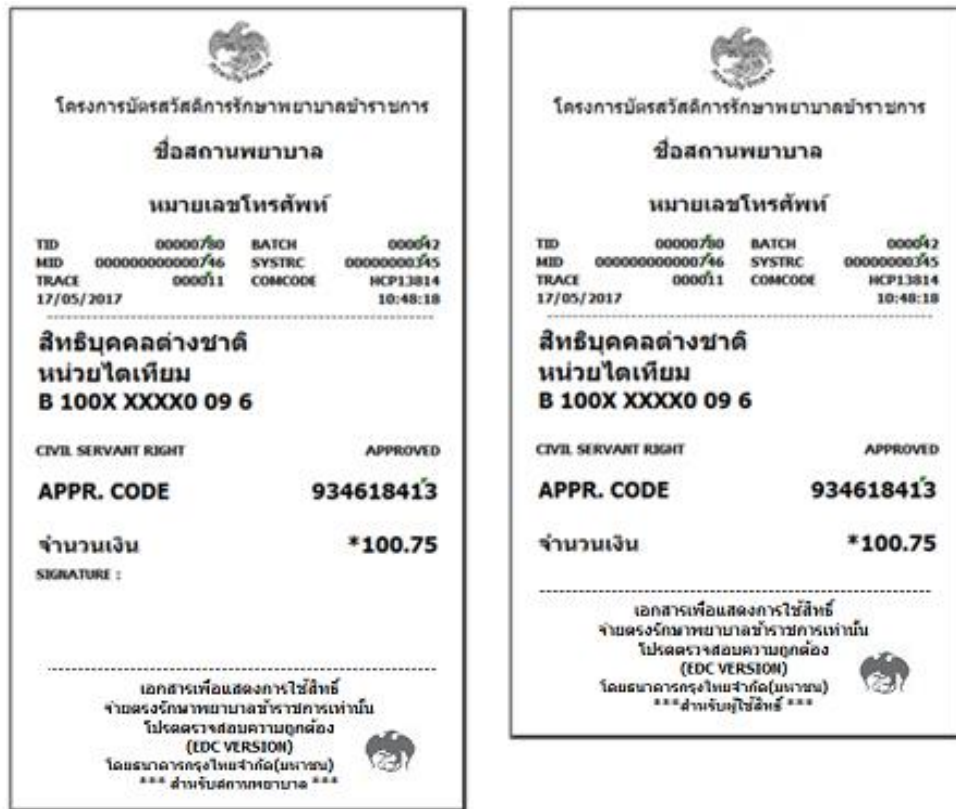 โครงการบัตรสวัสดิการรักษาพยาบาลข้าราชการ
ชื่อสถานพยาบาล
หมายเลขโทรศัพท์
TID 00000780 BATCH 000042
MID 000000000000746 SYSTRC 00000000345
TRACE 000011 COMCODE HCP13814
17/05/2017 10:48:18
สิทธิบุคคลต่างชาติ
หน่วยไตเทียม
B 100X XXXX0 09 6
CIVIL SERVANT RIGHT APPROVED
APPR. CODE 934618413
จำนวนเงิน *100.75
SIGNATURE :
เอกสารเพื่อแสดงการใช้สิทธิ์
จ่ายตรงรักษาพยาบาลข้าราชการเท่านั้น
โปรดตรวจสอบความถูกต้อง
(EDC VERSION)
โดยธนาคารกรุงไทยจำกัด(มหาชน)
*** สำหรับสถานพยาบาล ***
โครงการบัตรสวัสดิการรักษาพยาบาลข้าราชการ
ชื่อสถานพยาบาล
หมายเลขโทรศัพท์
TID 00000780 BATCH 000042
MID 000000000000746 SYSTRC 00000000345
TRACE 000011 COMCODE HCP13814
17/05/2017 10:48:18
สิทธิบุคคลต่างชาติ
หน่วยไตเทียม
B 100X XXXX0 09 6
CIVIL SERVANT RIGHT APPROVED
APPR. CODE 934618413
จำนวนเงิน *100.75
เอกสารเพื่อแสดงการใช้สิทธิ์
จ่ายตรงรักษาพยาบาลข้าราชการเท่านั้น
โปรดตรวจสอบความถูกต้อง
(EDC VERSION)
โดยธนาคารกรุงไทยจำกัด(มหาชน)
***สำหรับผู้ใช้สิทธิ์ ***